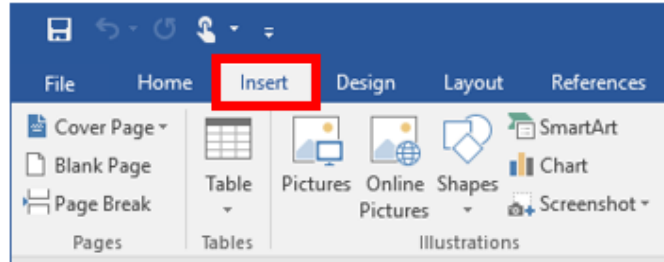 File Home Insert Design Layout References
Cover Page
Blank Page
Page Break
Pages
Table
Tables
Pictures
Online
Pictures
Shapes
SmartArt
Chart
Screenshot
Illustrations